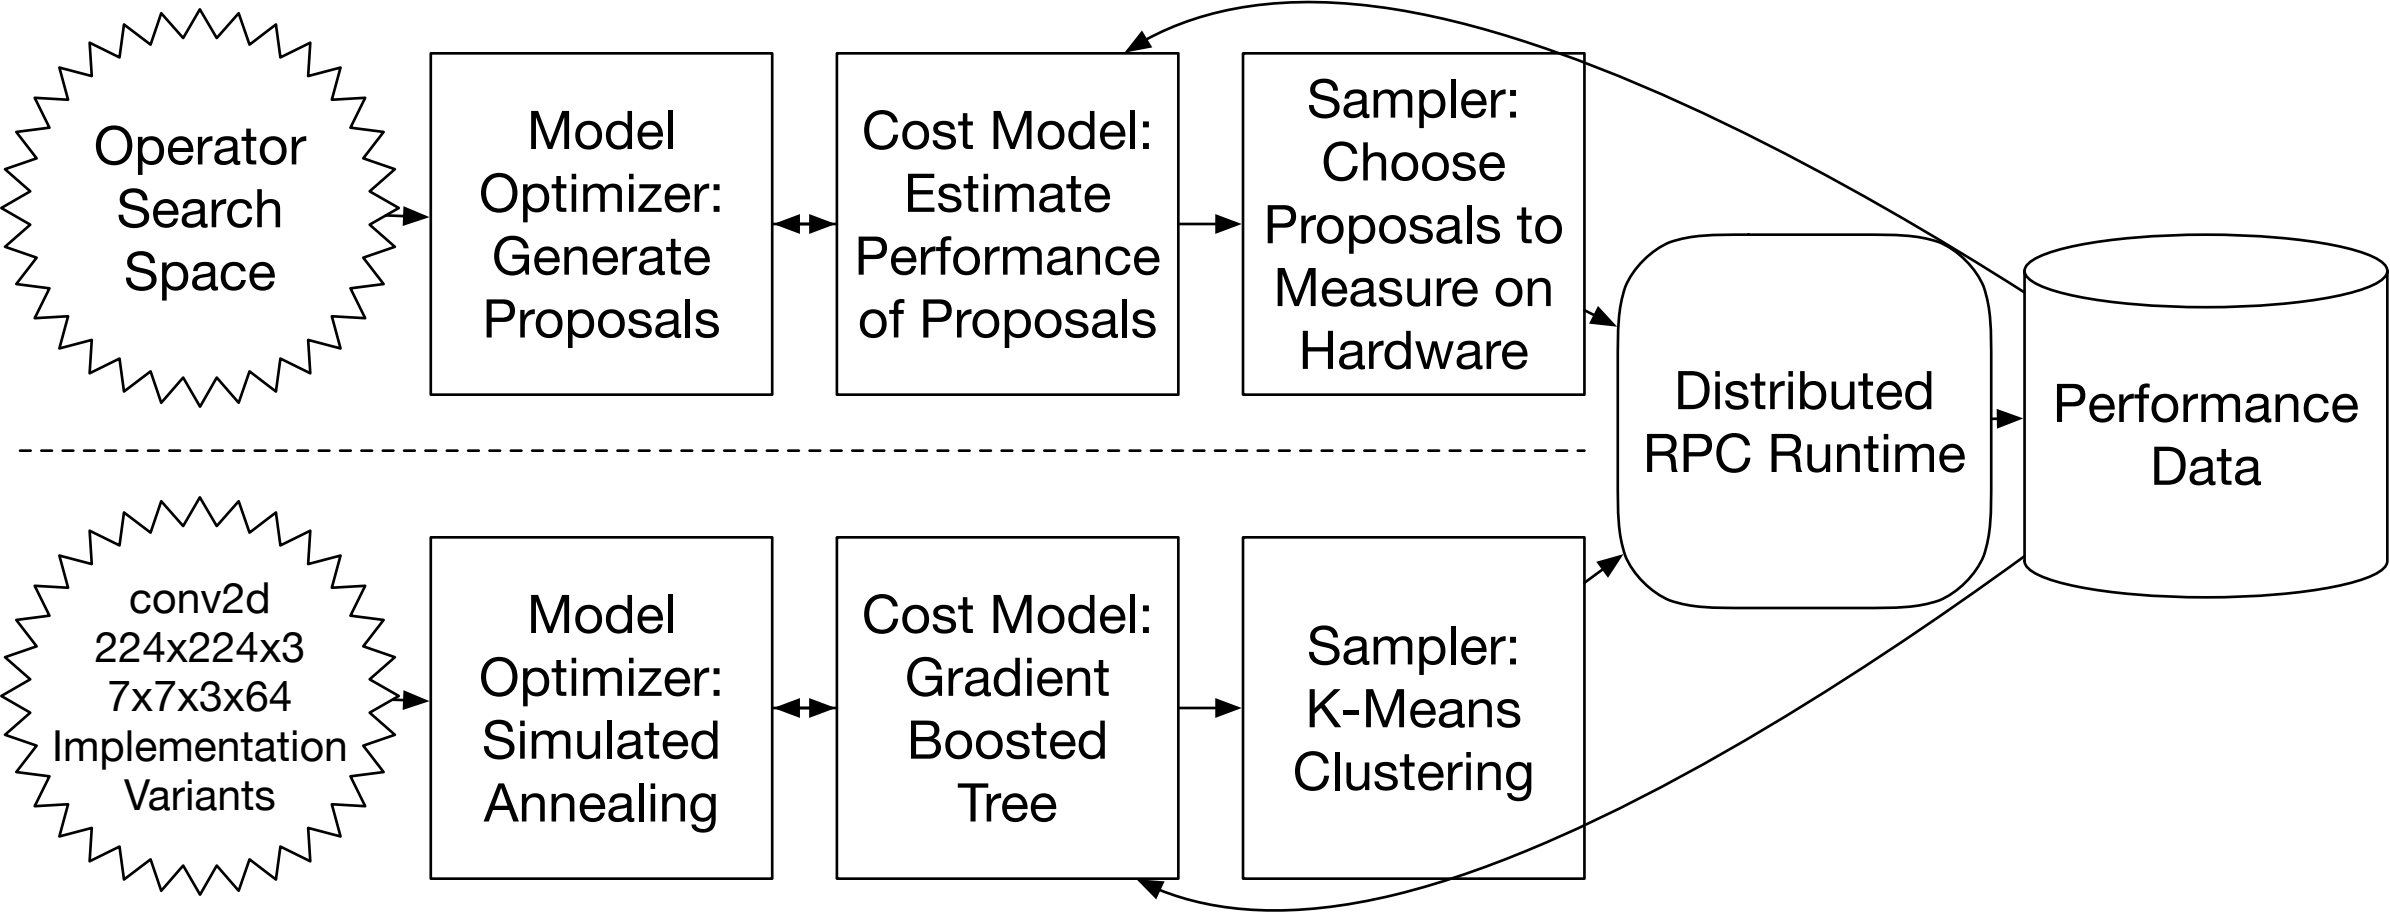 Operator
Search
Space
Model
Optimizer:
Generate
Proposals
Cost Model:
Estimate
Performance
of Proposals
Sampler:
Choose
Proposals to
Measure on
Hardware
Distributed
RPC Runtime
Performance
Data
conv2d
224x224x3
7x7x3x64
Implementation
Variants
Model
Optimizer:
Simulated
Annealing
Cost Model:
Gradient
Boosted
Tree
Sampler:
K-Means
Clustering